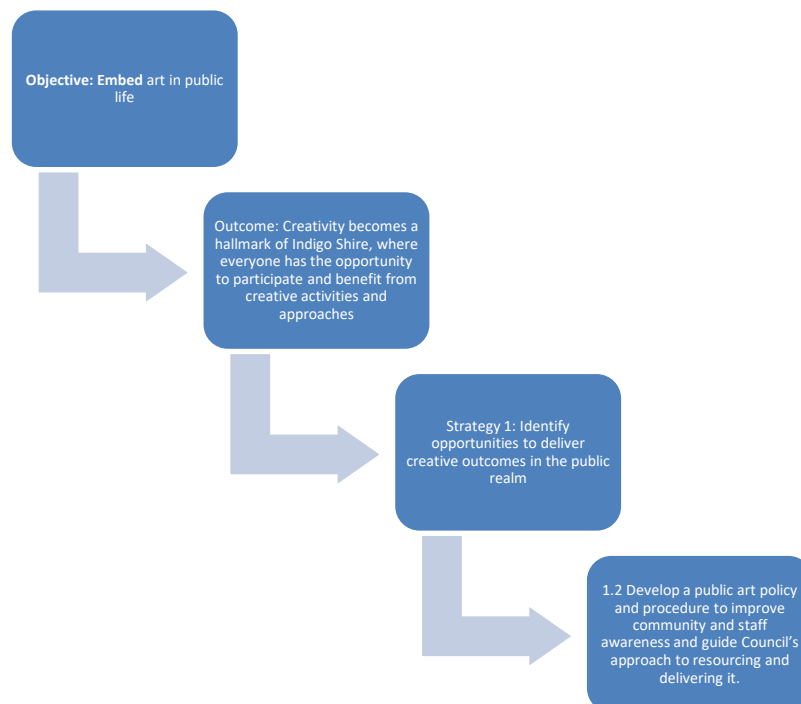 Objective: Embed art in public
life
Outcome: Creativity becomes a
hallmark of Indigo Shire, where
everyone has the opportunity
to participate and benefit from
creative activities and
approaches
Strategy 1: Identify
opportunities to deliver
creative outcomes in the public
realm
1.2 Develop a public art policy
and procedure to improve
community and staff
awareness and guide Council’s
approach to resourcing and
delivering it.